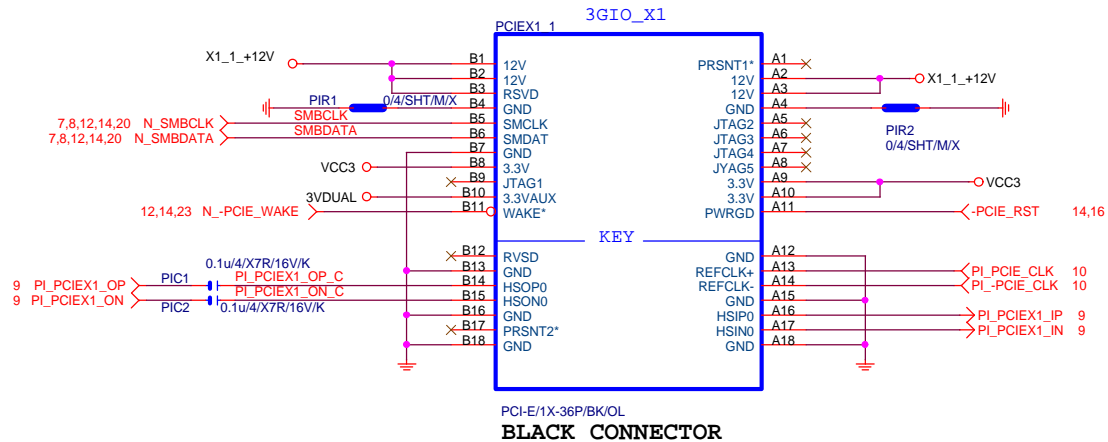 3GIO_X1
PCIEX1_1
X1_1_+12V
B1 12V PRSNT1* A1
B2 12V 12V A2
X1_1_+12V
B3 RSVD 12V A3
PIR1 0/4/SHT/M/X
B4 GND GND A4
SMBCLK
7,8,12,14,20 N_SMBCLK B5 SMCLK JTAG2 A5
SMBDATA
7,8,12,14,20 N_SMBDATA B6 SMDAT JTAG3 A6
PIR2
0/4/SHT/M/X
B7 GND JTAG4 A7
VCC3 B8 3.3V JYAG5 A8
B9 JTAG1 3.3V A9 VCC3
3VDUAL B10 3.3VAUX 3.3V A10
12,14,23 N_-PCIE_WAKE B11 WAKE* PWRGD A11 -PCIE_RST 14,16
KEY
B12 RVSD GND A12
B13 GND REFCLK+ A13 PI_PCIE_CLK 10
0.1u/4/X7R/16V/K
9 PI_PCIEX1_OP PIC1 PI_PCIEX1_OP_C B14 HSOP0 REFCLK- A14 PI_-PCIE_CLK 10
9 PI_PCIEX1_ON PIC2 PI_PCIEX1_ON_C B15 HSON0 GND A15
0.1u/4/X7R/16V/K
B16 GND HSIP0 A16 PI_PCIEX1_IP 9
B17 PRSNT2* HSIN0 A17 PI_PCIEX1_IN 9
B18 GND GND A18
PCI-E/1X-36P/BK/OL
BLACK CONNECTOR